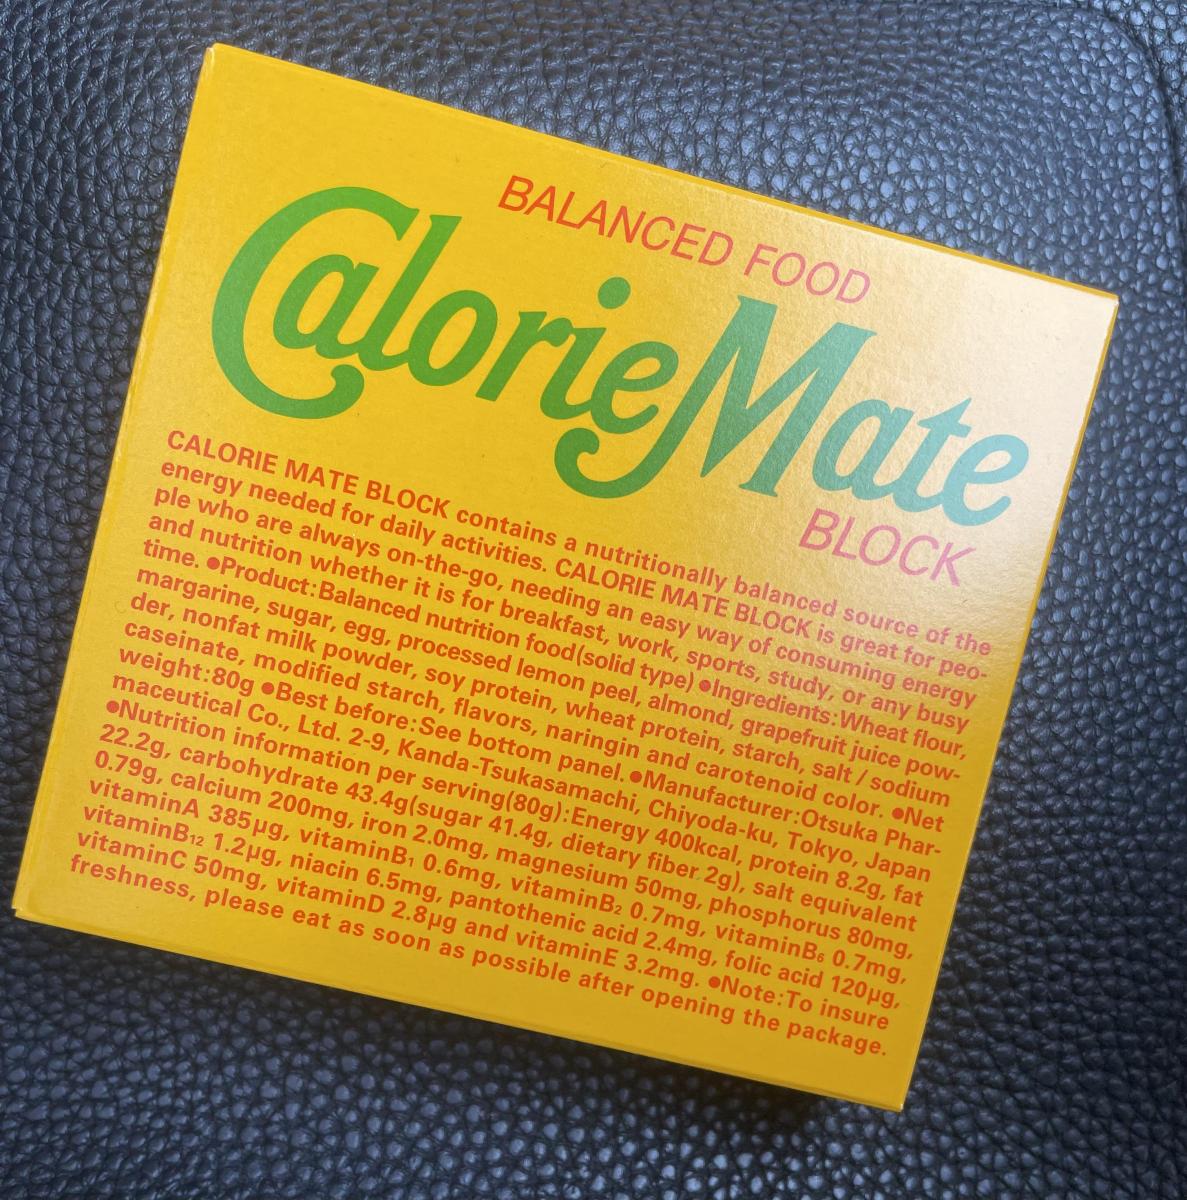 BALANCED FOOD
CalorieMate
BLOCK
CALORIE MATE BLOCK contains a nutritionally balanced source of the
energy needed for daily activities. CALORIE MATE BLOCK is great for peo-
ple who are always on-the-go, needing an easy way of consuming energy
and nutrition whether it is for breakfast, work, sports, study, or any busy
time. ●Product:Balanced nutrition food(solid type) ●Ingredients:Wheat flour,
margarine, sugar, egg, processed lemon peel, almond, grapefruit juice pow-
der, nonfat milk powder, soy protein, wheat protein, starch, salt / sodium
caseinate, modified starch, flavors, naringin and carotenoid color. ●Net
weight:80g ●Best before:See bottom panel. ●Manufacturer:Otsuka Phar-
maceutical Co., Ltd. 2-9, Kanda-Tsukasamachi, Chiyoda-ku, Tokyo, Japan
●Nutrition information per serving(80g):Energy 400kcal, protein 8.2g, fat
22.2g, carbohydrate 43.4g(sugar 41.4g, dietary fiber 2g), salt equivalent
0.79g, calcium 200mg, iron 2.0mg, magnesium 50mg, phosphorus 80mg,
vitaminA 385µg, vitaminB₁ 0.6mg, vitaminB₂ 0.7mg, vitaminB₆ 0.7mg,
vitaminB₁₂ 1.2µg, niacin 6.5mg, pantothenic acid 2.4mg, folic acid 120µg,
vitaminC 50mg, vitaminD 2.8µg and vitaminE 3.2mg. ●Note:To insure
freshness, please eat as soon as possible after opening the package.